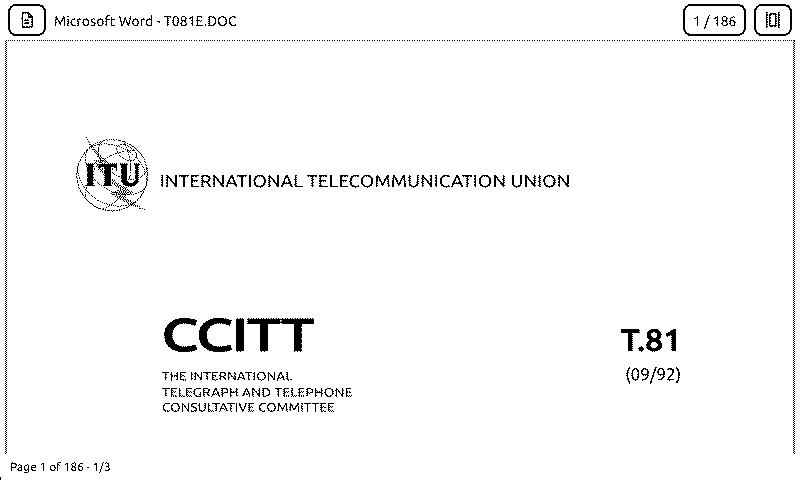 Microsoft Word - T081E.DOC
1 / 186
ITU
INTERNATIONAL TELECOMMUNICATION UNION
CCITT
T.81
(09/92)
THE INTERNATIONAL
TELEGRAPH AND TELEPHONE
CONSULTATIVE COMMITTEE
Page 1 of 186 - 1/3